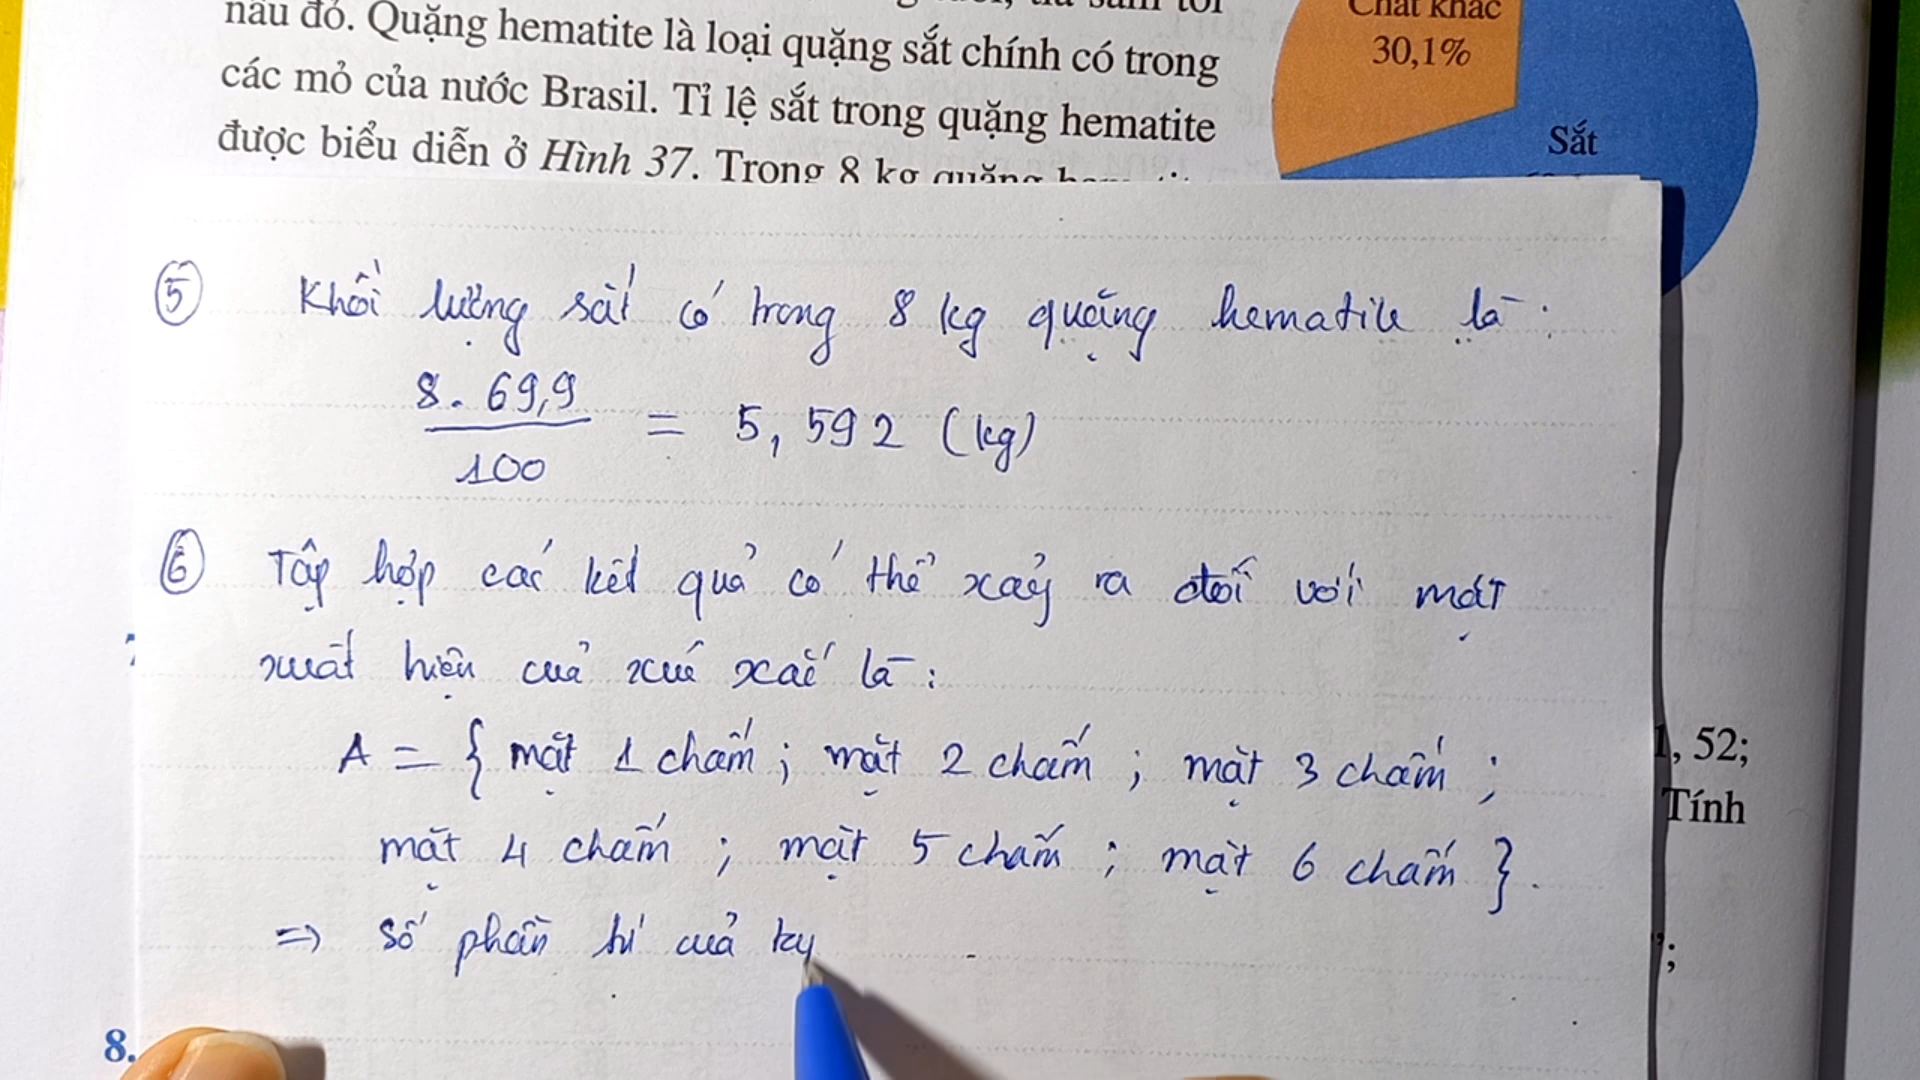 nâu đỏ. Quặng hematite là loại quặng sắt chính có trong
các mỏ của nước Brasil. Tỉ lệ sắt trong quặng hematite
được biểu diễn ở Hình 37. Trong 8 kg quặng
Chất khác
30,1%
Sắt
5 Khối lượng sắt có trong 8 kg quặng hematite là:
8 . 69,9
100
= 5,592 (kg)
6 Tập hợp các kết quả có thể xảy ra đối với mặt
xuất hiện của xúc xắc là:
A = { mặt 1 chấm ; mặt 2 chấm ; mặt 3 chấm ;
mặt 4 chấm ; mặt 5 chấm ; mặt 6 chấm }.
=> số phần tử của
1, 52;
Tính
”;
8.